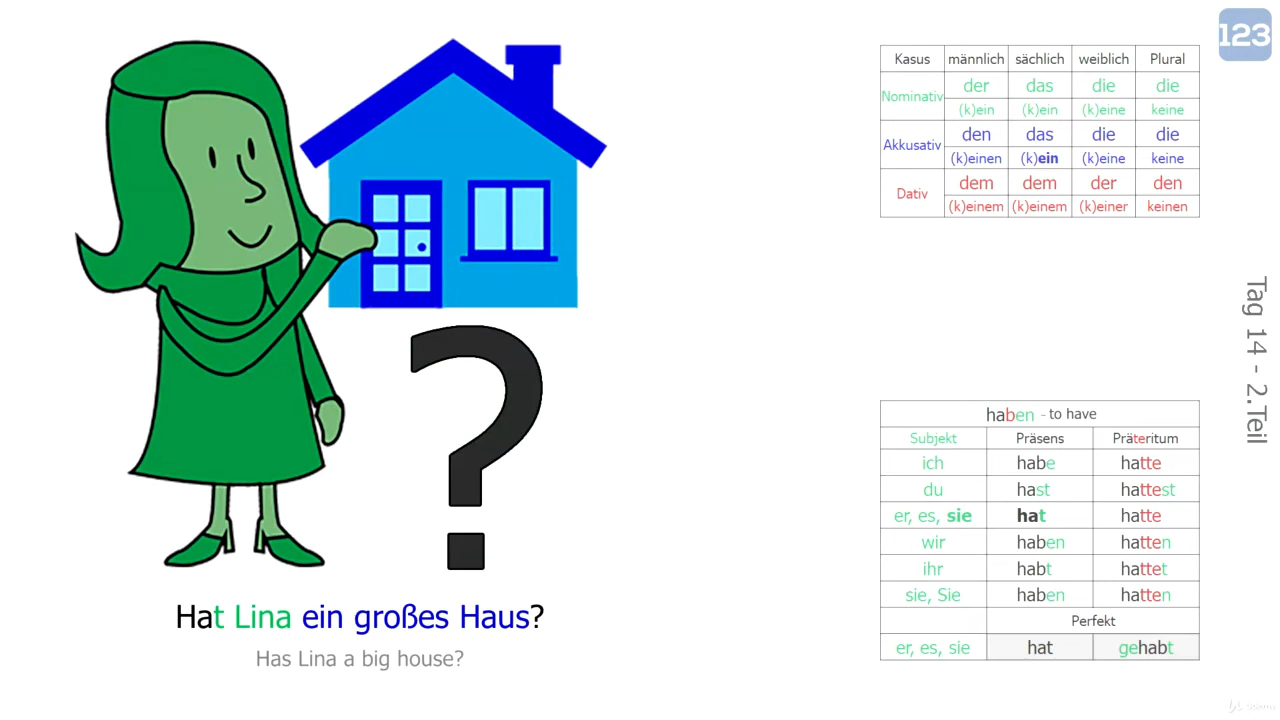 123
Kasus männlich sächlich weiblich Plural
Nominativ der das die die
(k)ein (k)ein (k)eine keine
Akkusativ den das die die
(k)einen (k)ein (k)eine keine
Dativ dem dem der den
(k)einem (k)einem (k)einer keinen
Tag 14 - 2.Teil
?
Hat Lina ein großes Haus?
Has Lina a big house?
haben - to have
Subjekt Präsens Präteritum
ich habe hatte
du hast hattest
er, es, sie hat hatte
wir haben hatten
ihr habt hattet
sie, Sie haben hatten
Perfekt
er, es, sie hat gehabt